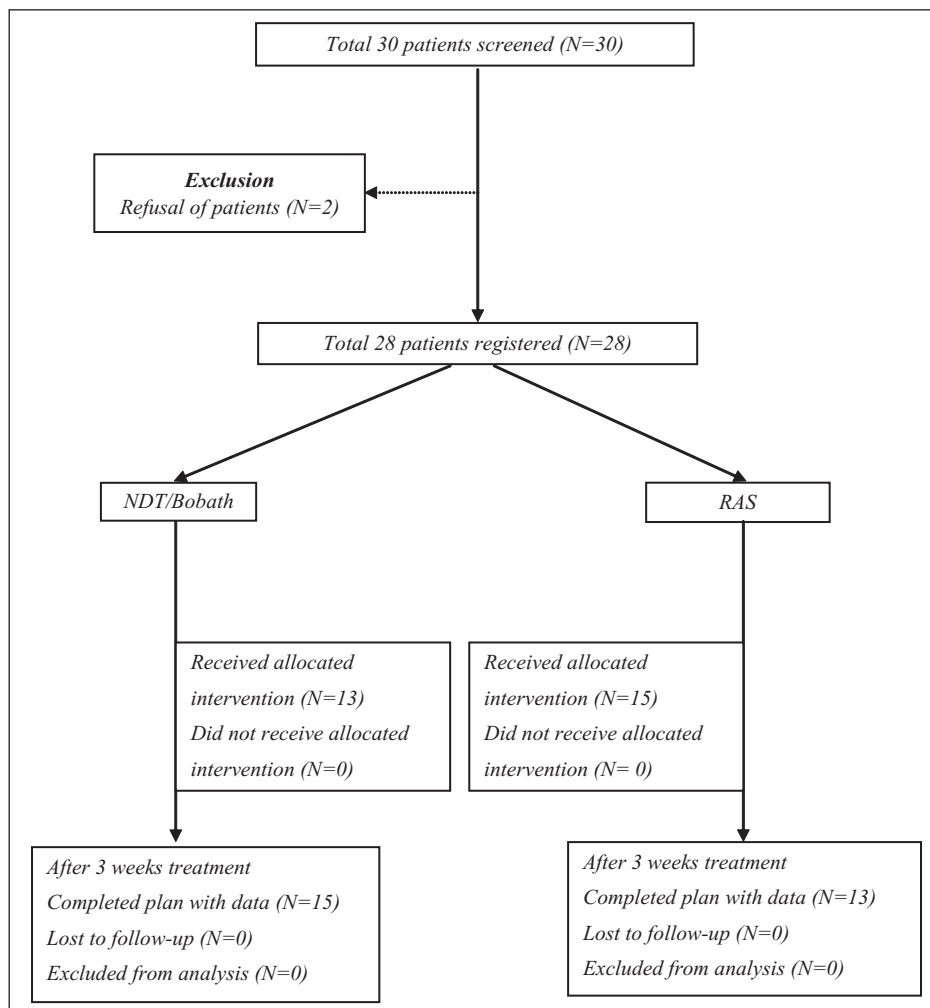 Total 30 patients screened (N=30)
Exclusion
Refusal of patients (N=2)
Total 28 patients registered (N=28)
NDT/Bobath
RAS
Received allocated
intervention (N=13)
Did not receive allocated
intervention (N=0)
Received allocated
intervention (N=15)
Did not receive allocated
intervention (N= 0)
After 3 weeks treatment
Completed plan with data (N=15)
Lost to follow-up (N=0)
Excluded from analysis (N=0)
After 3 weeks treatment
Completed plan with data (N=13)
Lost to follow-up (N=0)
Excluded from analysis (N=0)